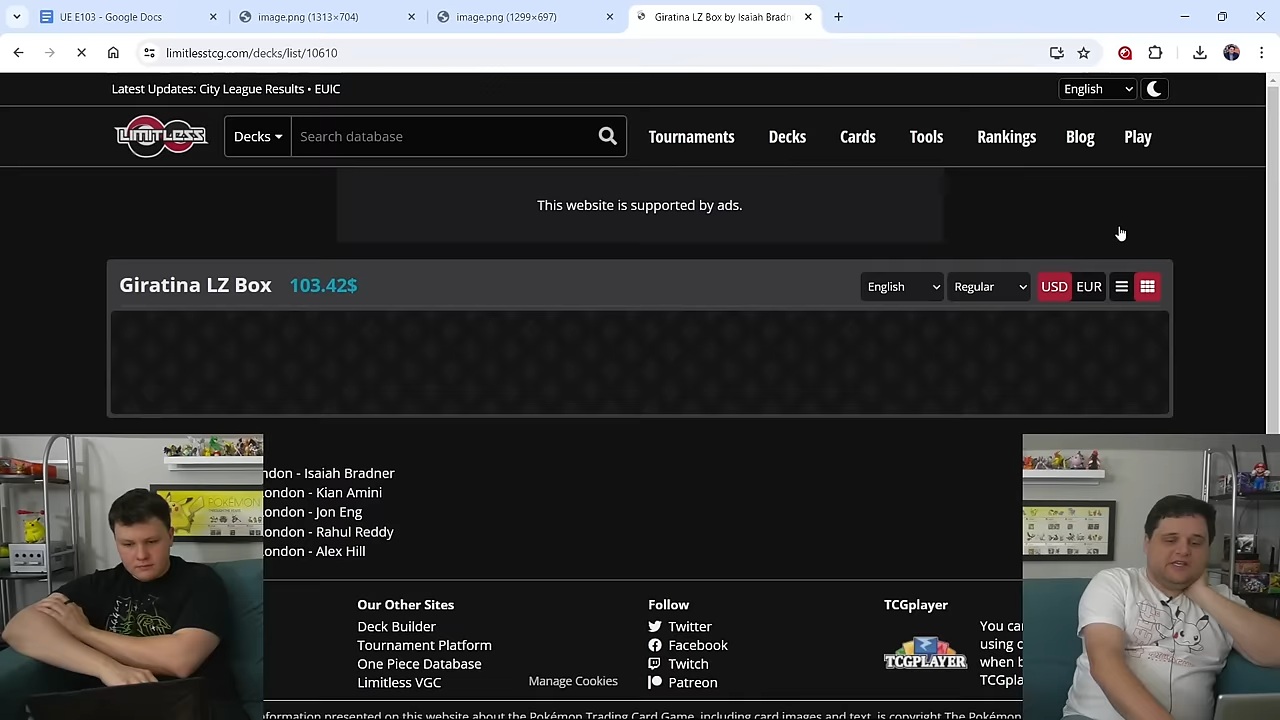 UE E103 - Google Docs
image.png (1313×704)
image.png (1299×697)
Giratina LZ Box by Isaiah Bradn
limitlesstcg.com/decks/list/10610
Latest Updates: City League Results • EUIC
English
LIMITLESS
Decks
Search database
Tournaments
Decks
Cards
Tools
Rankings
Blog
Play
This website is supported by ads.
Giratina LZ Box 103.42$
English
Regular
USD
EUR
ndon - Isaiah Bradner
ondon - Kian Amini
ondon - Jon Eng
ondon - Rahul Reddy
ondon - Alex Hill
Our Other Sites
Deck Builder
Tournament Platform
One Piece Database
Limitless VGC
Manage Cookies
Follow
Twitter
Facebook
Twitch
Patreon
TCGplayer
TCGPLAYER
You can
using o
when b
TCGpla
formation presented on this website about the Pokémon Trading Card Game, including card images and text, is copyright The Pokémon